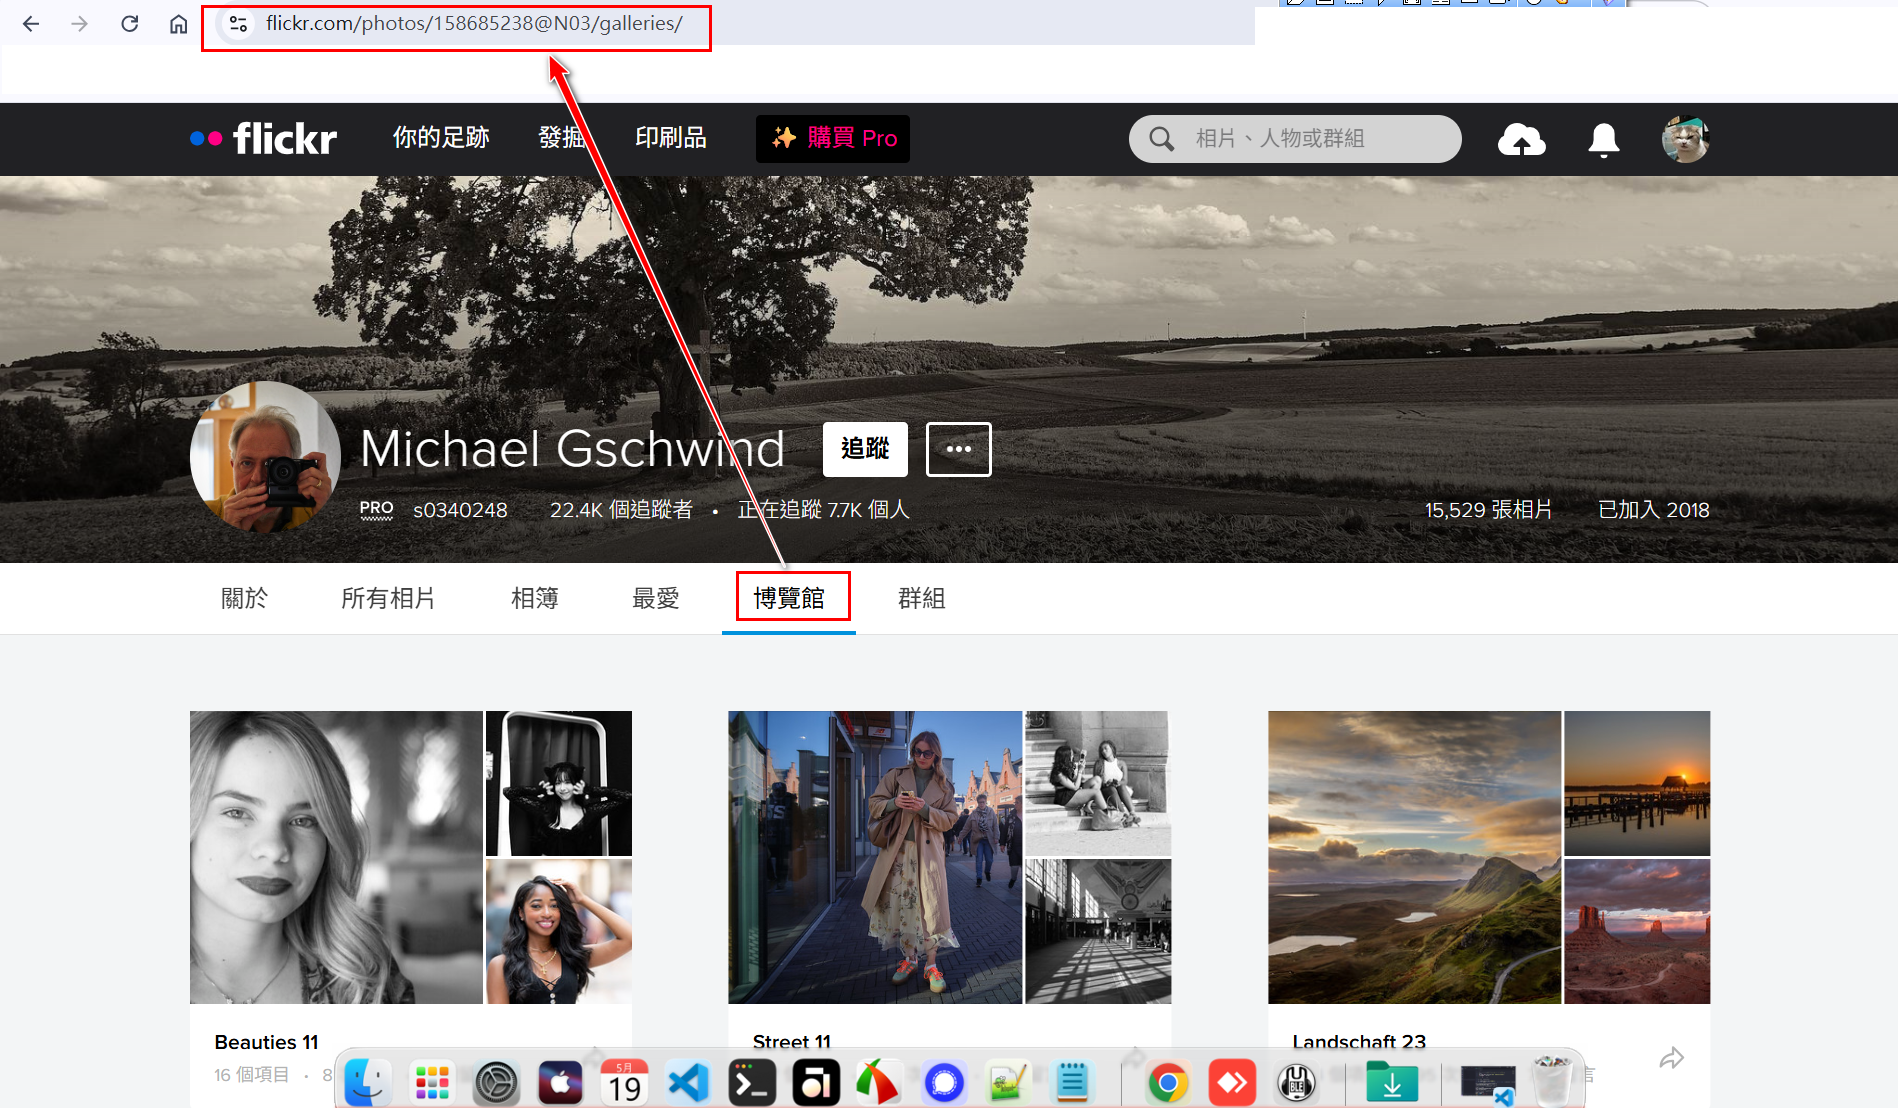 flickr.com/photos/158685238@N03/galleries/
flickr
你的足跡
發掘
印刷品
購買 Pro
相片、人物或群組
Michael Gschwind
追蹤
PRO
s0340248
22.4K 個追蹤者 • 正在追蹤 7.7K 個人
15,529 張相片
已加入 2018
關於
所有相片
相簿
最愛
博覽館
群組
Beauties 11
16 個項目 · 8
Street 11
Landschaft 23
5月
19
BLE